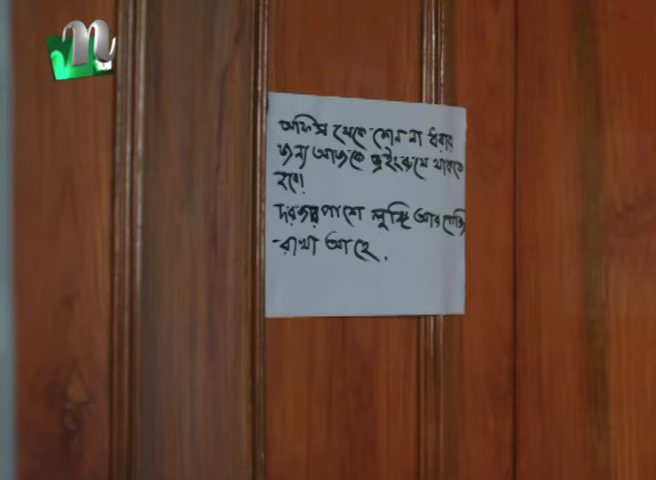 অফিস থেকে ফোন না ধরার
জন্য আজকে ড্রইংরুমে থাকতে
হবে!
দরজার পাশে লুঙ্গি আর গেঞ্জি
রাখা আছে.